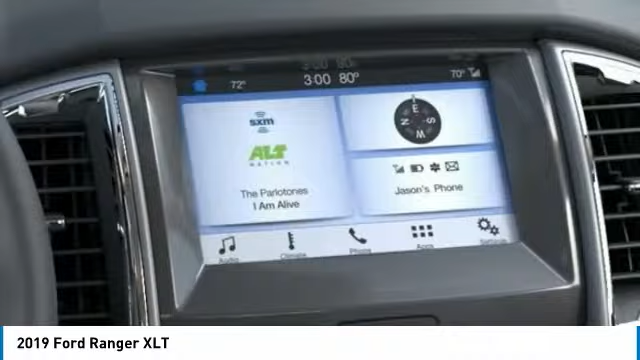 72°
3:00 80°
70°
sxm
ALT
NATION
The Parlotones
I Am Alive
E
N S
W
Jason's Phone
Audio Climate Phone Apps Settings
2019 Ford Ranger XLT